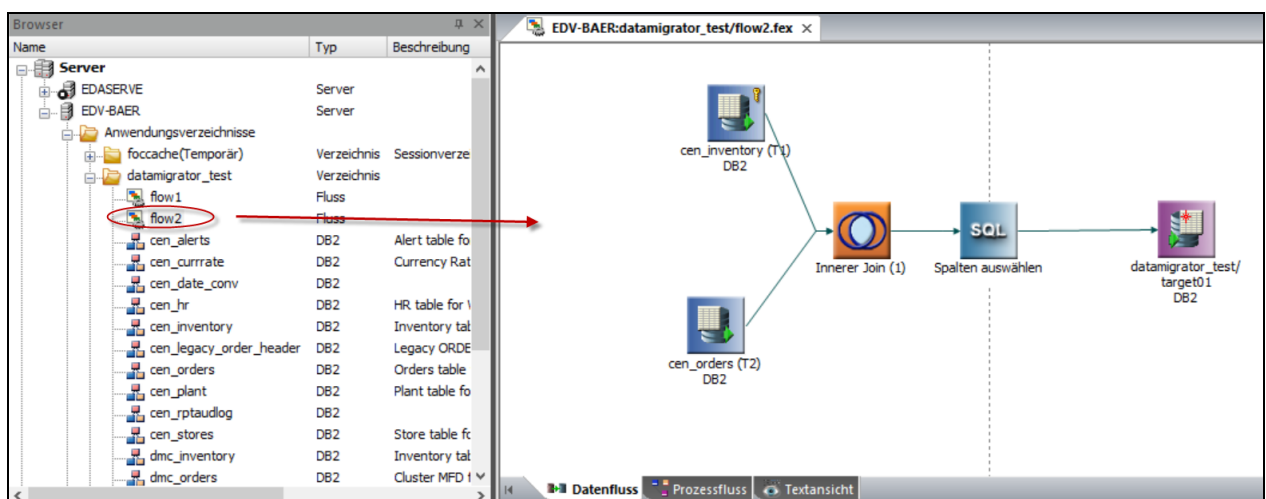 Browser
Name Typ Beschreibung
Server
EDASERVE Server
EDV-BAER Server
Anwendungsverzeichnisse
foccache(Temporär) Verzeichnis Sessionverze
datamigrator_test Verzeichnis
flow1 Fluss
flow2 Fluss
cen_alerts DB2 Alert table fo
cen_currrate DB2 Currency Rat
cen_date_conv DB2
cen_hr DB2 HR table for
cen_inventory DB2 Inventory tab
cen_legacy_order_header DB2 Legacy ORDE
cen_orders DB2 Orders table
cen_plant DB2 Plant table fo
cen_rptaudlog DB2
cen_stores DB2 Store table fo
dmc_inventory DB2 Inventory tab
dmc_orders DB2 Cluster MFD f
EDV-BAER:datamigrator_test/flow2.fex
cen_inventory (T1)
DB2
cen_orders (T2)
DB2
Innerer Join (1)
SQL
Spalten auswählen
datamigrator_test/
target01
DB2
Datenfluss Prozessfluss Textansicht